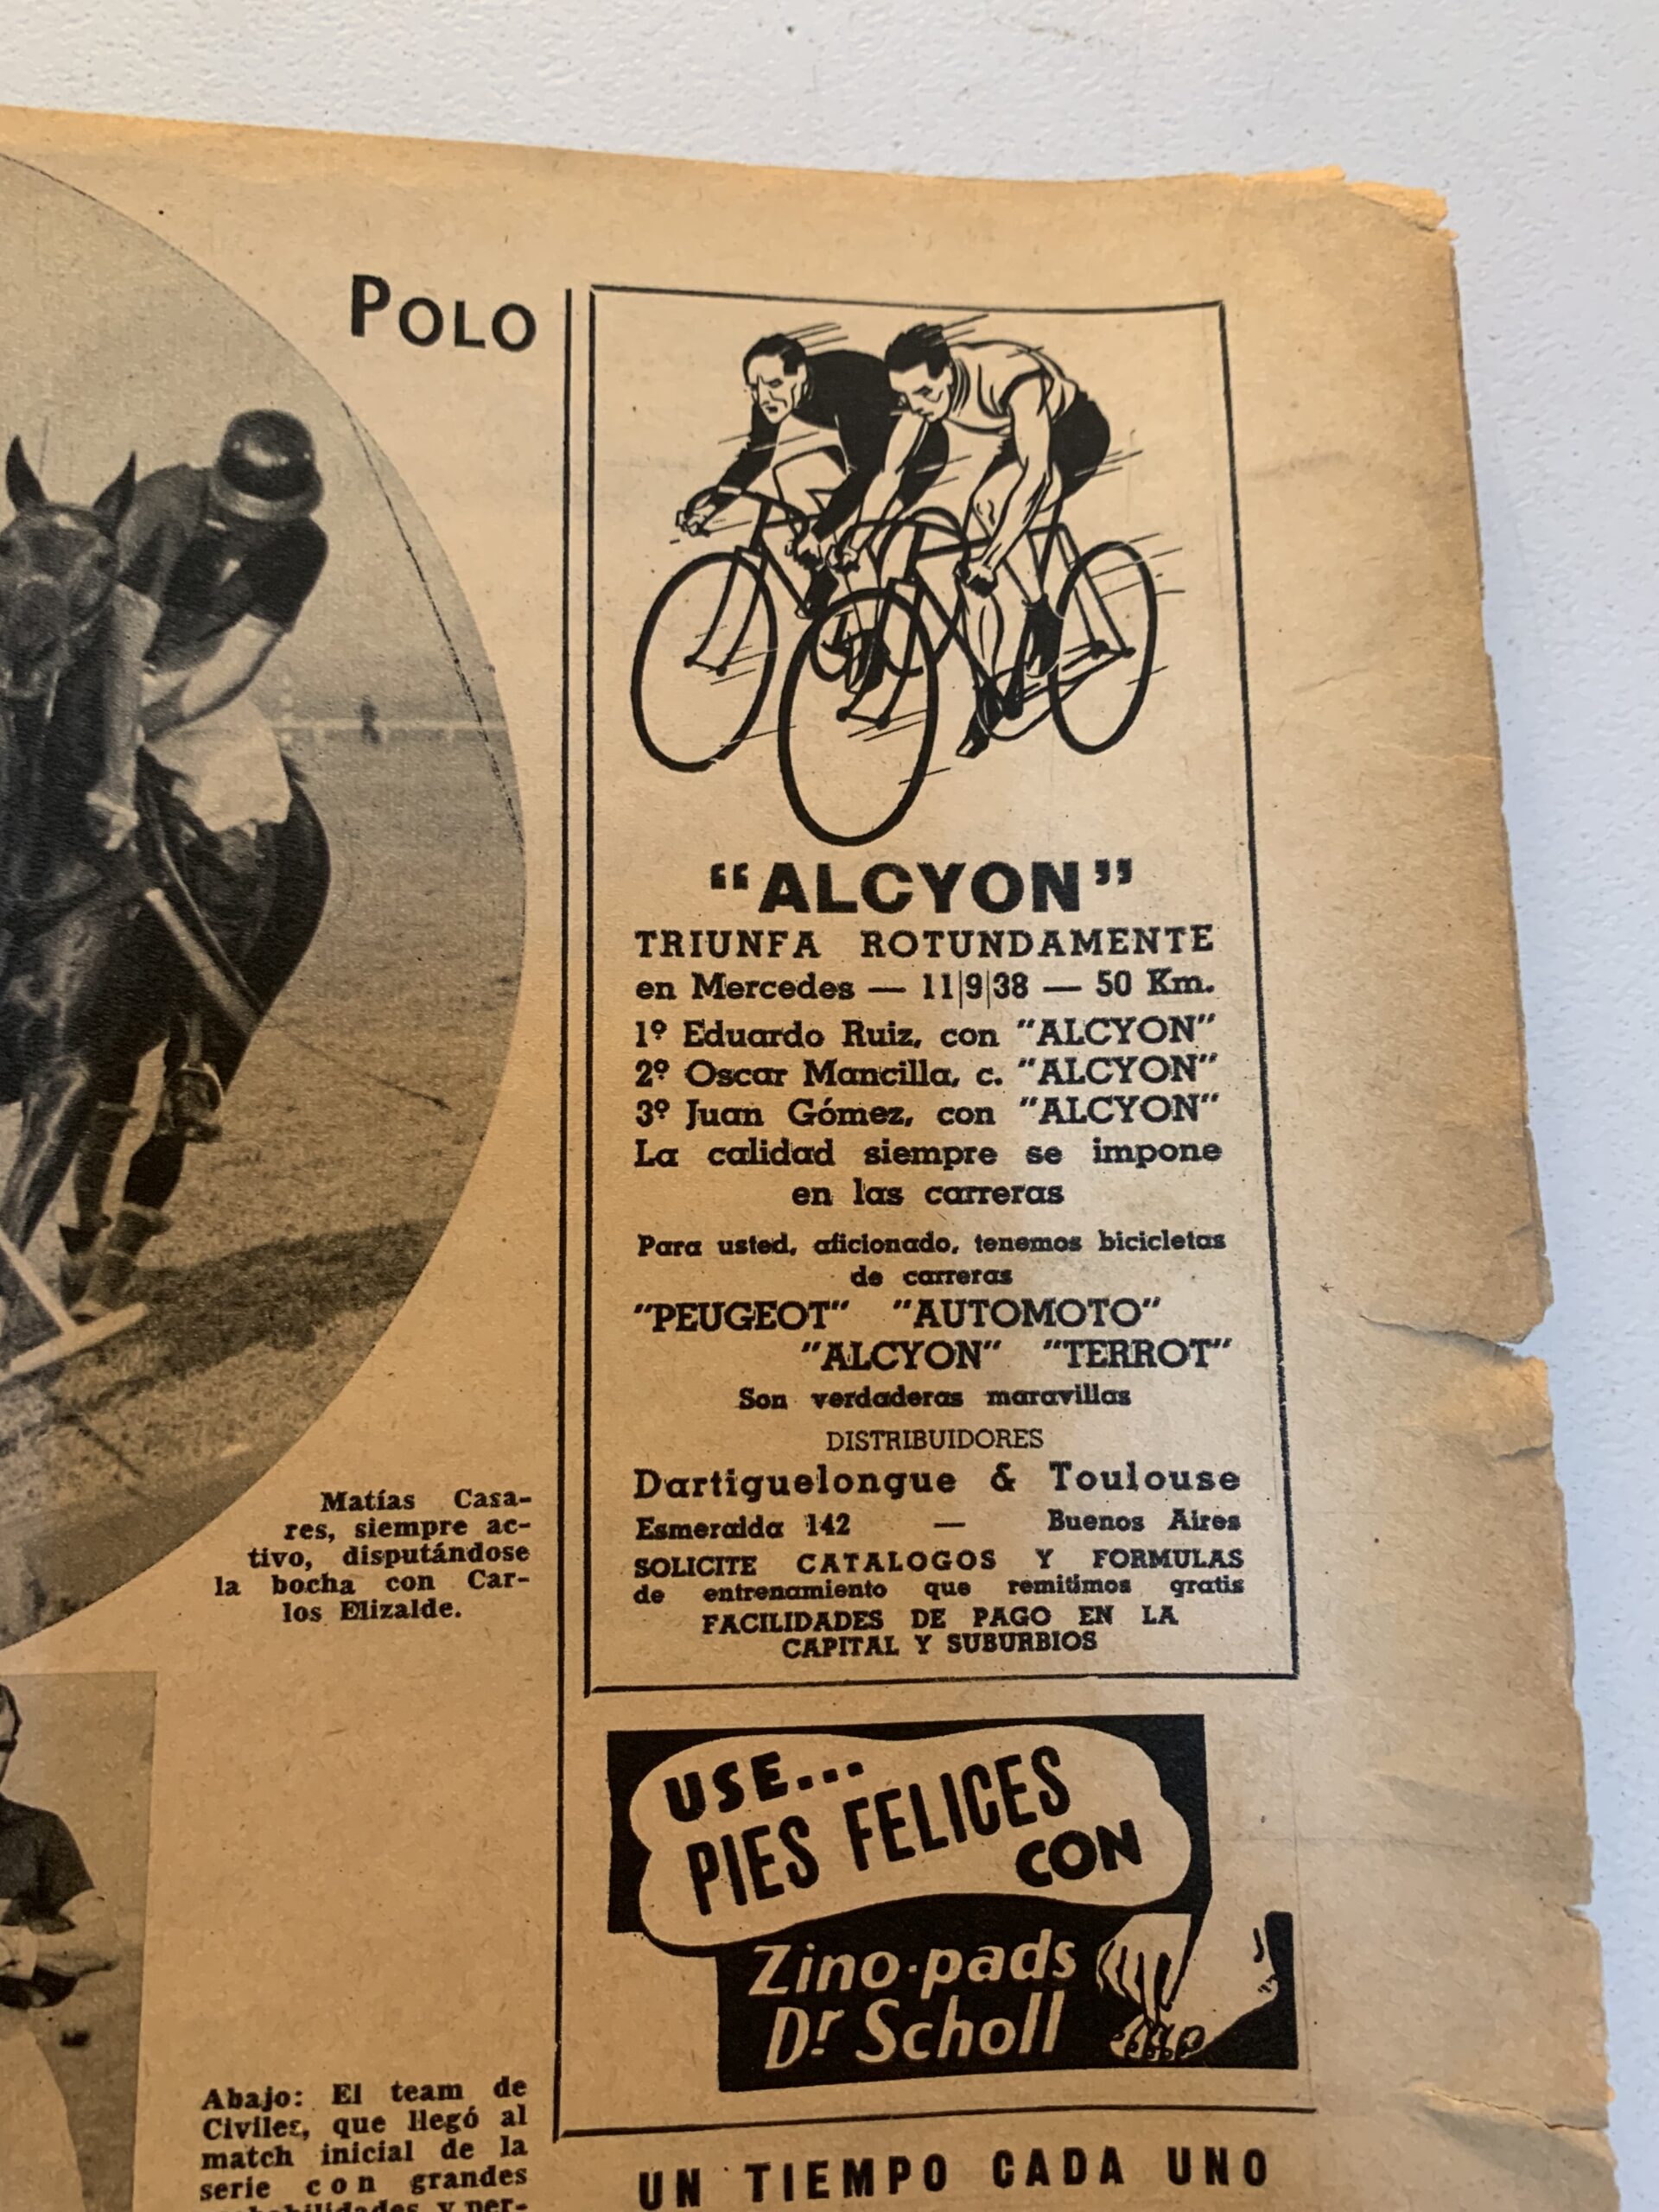 POLO
"ALCYON"
TRIUNFA ROTUNDAMENTE
en Mercedes — 11|9|38 — 50 Km.
1º Eduardo Ruiz, con "ALCYON"
2º Oscar Mancilla, c. "ALCYON"
3º Juan Gómez, con "ALCYON"
La calidad siempre se impone
en las carreras
Para usted, aficionado, tenemos bicicletas
de carreras
"PEUGEOT" "AUTOMOTO"
"ALCYON" "TERROT"
Son verdaderas maravillas
DISTRIBUIDORES
Dartiguelongue & Toulouse
Esmeralda 142 — Buenos Aires
SOLICITE CATALOGOS Y FORMULAS
de entrenamiento que remitimos gratis
FACILIDADES DE PAGO EN LA
CAPITAL Y SUBURBIOS
Matías Casa-
res, siempre ac-
tivo, disputándose
la bocha con Car-
los Elizalde.
USE...
PIES FELICES
CON
Zino-pads
Dr Scholl
Abajo: El team de
Civiles, que llegó al
match inicial de la
serie con grandes
y per-
UN TIEMPO CADA UNO